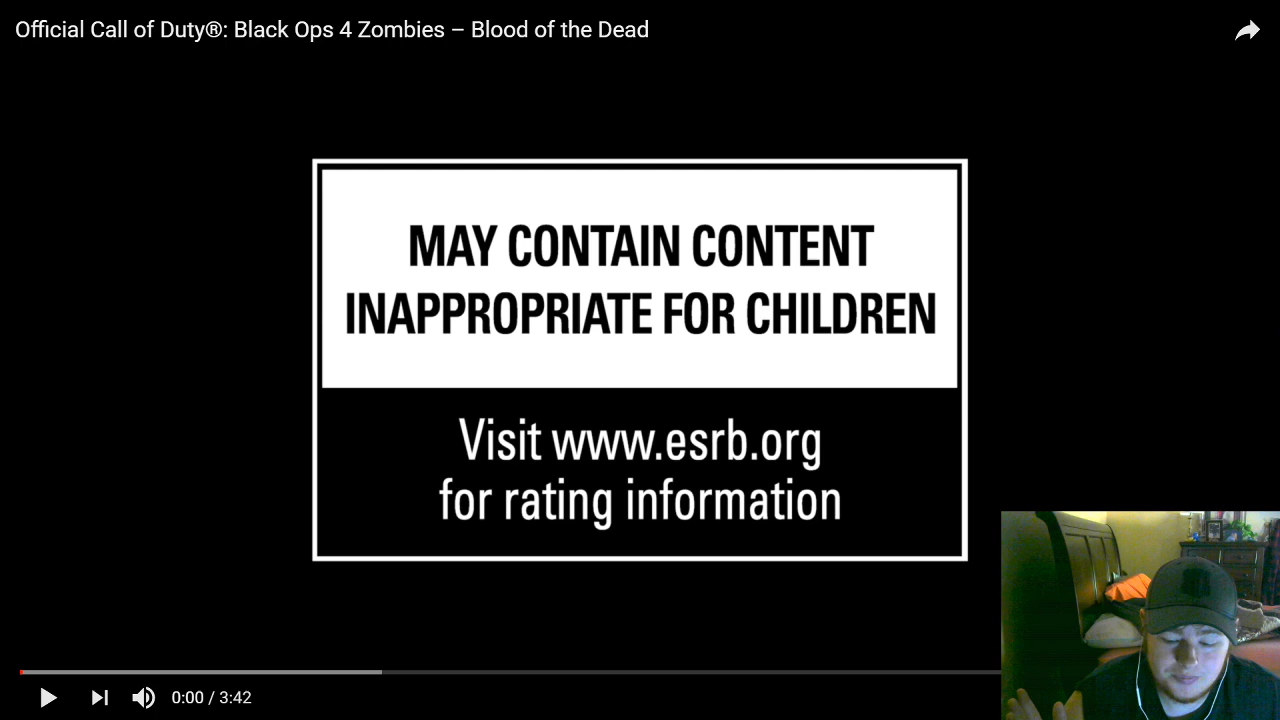 Official Call of Duty®: Black Ops 4 Zombies – Blood of the Dead
MAY CONTAIN CONTENT
INAPPROPRIATE FOR CHILDREN
Visit www.esrb.org
for rating information
0:00 / 3:42